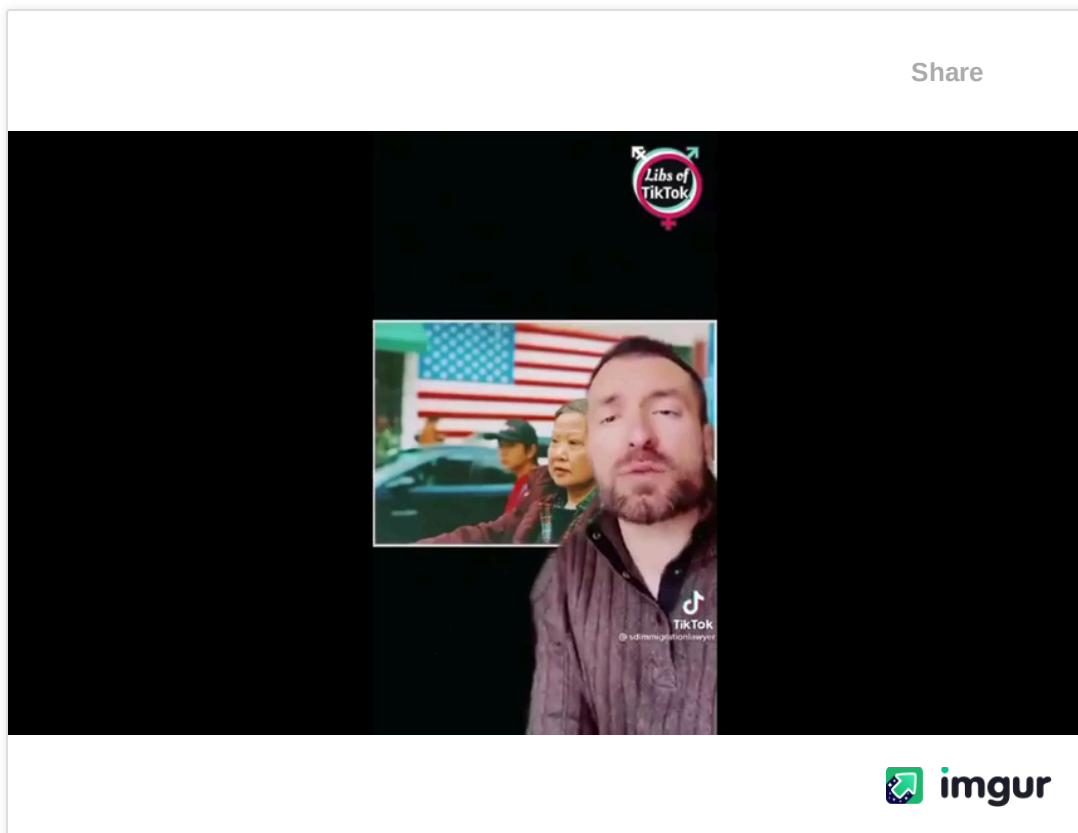 Share
Libs of
TikTok
TikTok
@sdimmigrationlawyer
imgur